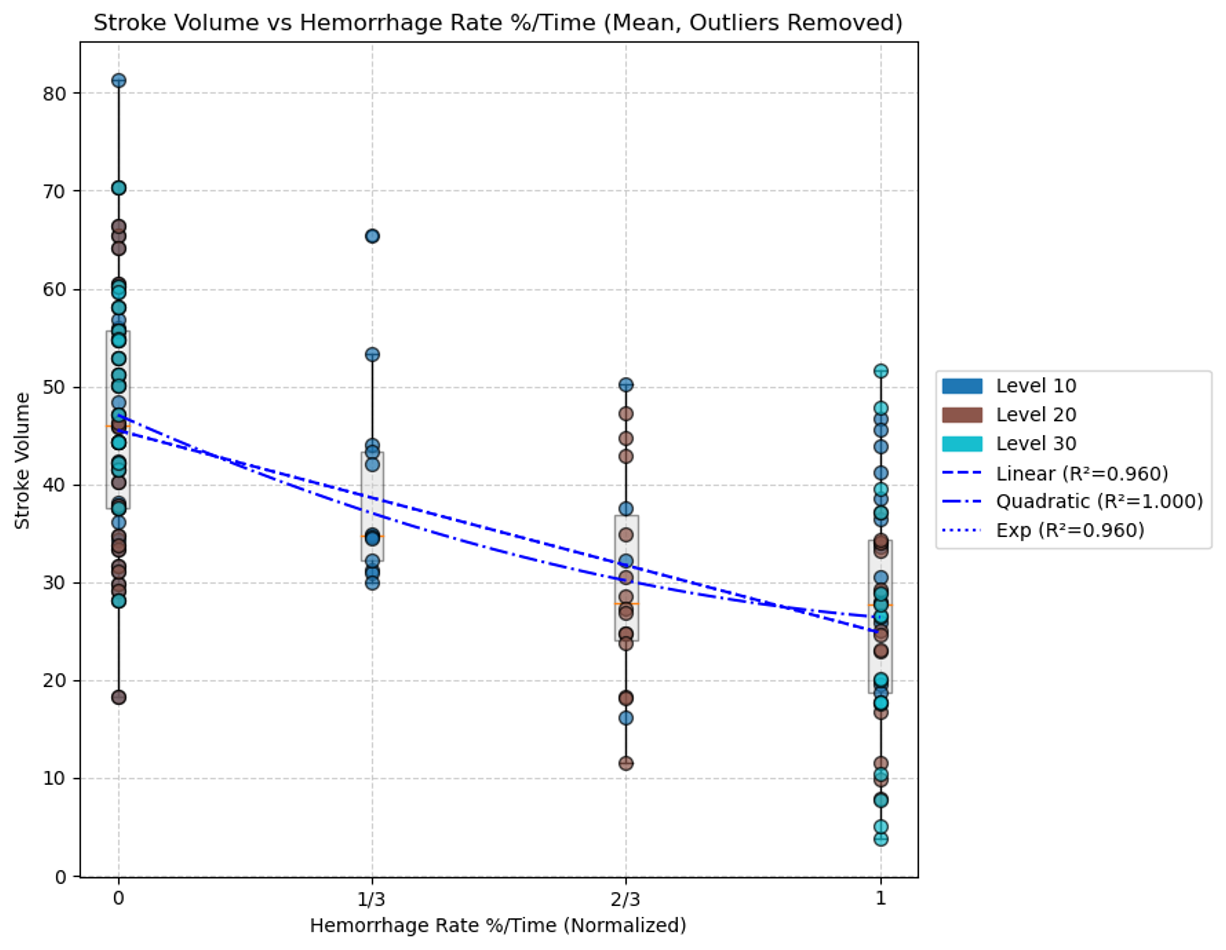 Stroke Volume vs Hemorrhage Rate %/Time (Mean, Outliers Removed)
Stroke Volume
80
70
60
50
40
30
20
10
0
0
1/3
2/3
1
Hemorrhage Rate %/Time (Normalized)
Level 10
Level 20
Level 30
Linear (R²=0.960)
Quadratic (R²=1.000)
Exp (R²=0.960)